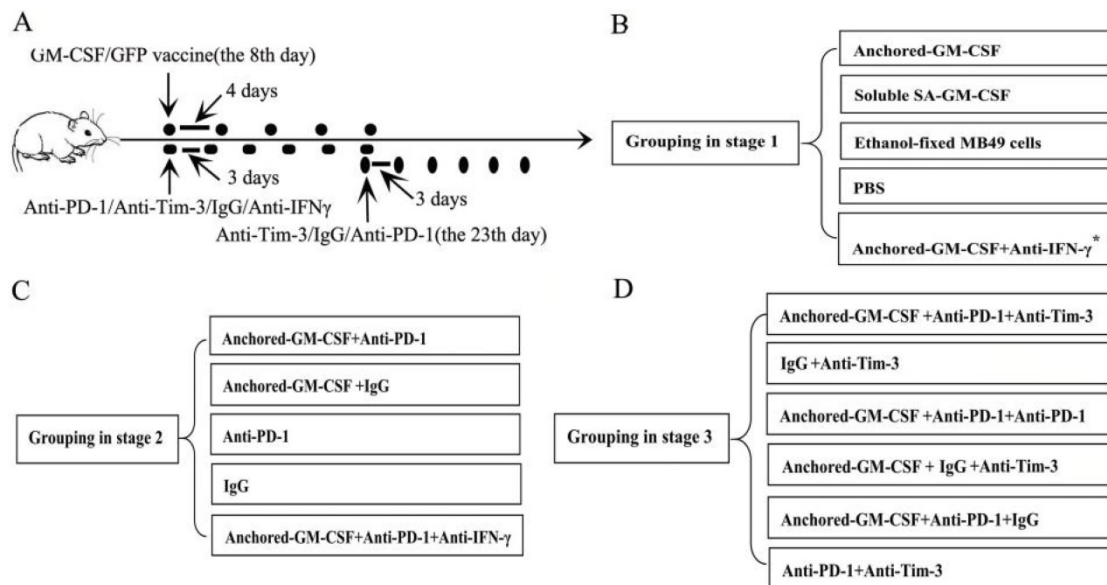 A
GM-CSF/GFP vaccine(the 8th day)
4 days
3 days
Anti-PD-1/Anti-Tim-3/IgG/Anti-IFNγ
3 days
Anti-Tim-3/IgG/Anti-PD-1(the 23th day)
B
Grouping in stage 1
Anchored-GM-CSF
Soluble SA-GM-CSF
Ethanol-fixed MB49 cells
PBS
Anchored-GM-CSF+Anti-IFN-γ*
C
Grouping in stage 2
Anchored-GM-CSF+Anti-PD-1
Anchored-GM-CSF +IgG
Anti-PD-1
IgG
Anchored-GM-CSF+Anti-PD-1+Anti-IFN-γ
D
Grouping in stage 3
Anchored-GM-CSF +Anti-PD-1+Anti-Tim-3
IgG +Anti-Tim-3
Anchored-GM-CSF +Anti-PD-1+Anti-PD-1
Anchored-GM-CSF + IgG +Anti-Tim-3
Anchored-GM-CSF+Anti-PD-1+IgG
Anti-PD-1+Anti-Tim-3